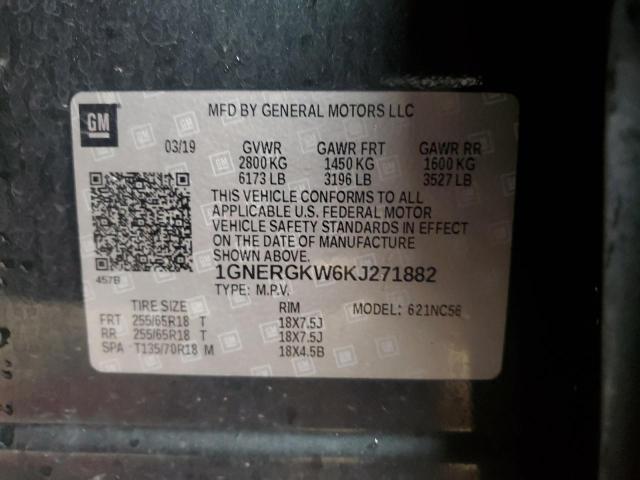 GM
MFD BY GENERAL MOTORS LLC
03/19 GVWR GAWR FRT GAWR RR
2800 KG 1450 KG 1600 KG
6173 LB 3196 LB 3527 LB
THIS VEHICLE CONFORMS TO ALL
APPLICABLE U.S. FEDERAL MOTOR
VEHICLE SAFETY STANDARDS IN EFFECT
ON THE DATE OF MANUFACTURE
SHOWN ABOVE.
457B
1GNERGKW6KJ271882
TYPE: M.P.V.
TIRE SIZE RIM MODEL: 621NC56
FRT 255/65R18 T 18X7.5J
RR 255/65R18 T 18X7.5J
SPA T135/70R18 M 18X4.5B